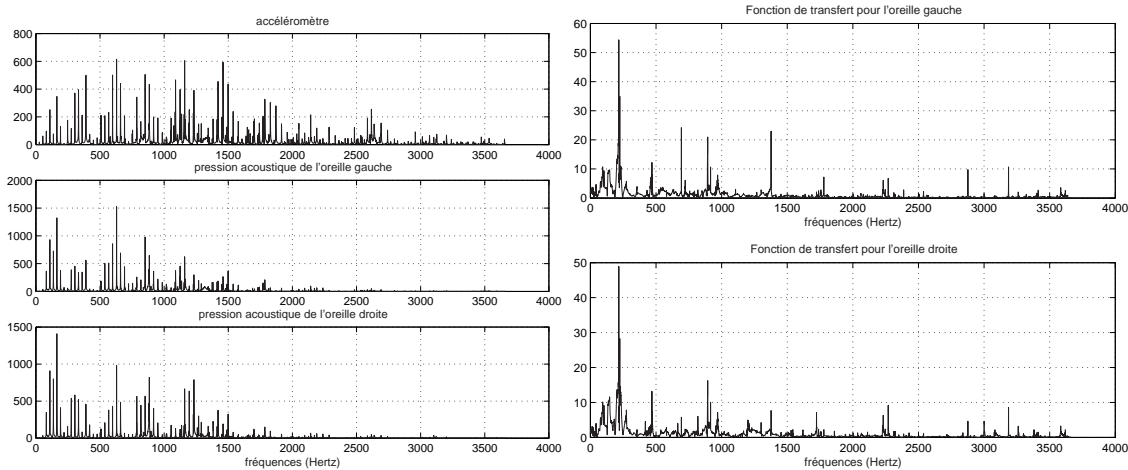 accéléromètre
800
600
400
200
0
0 500 1000 1500 2000 2500 3000 3500 4000
pression acoustique de l'oreille gauche
2000
1500
1000
500
0
0 500 1000 1500 2000 2500 3000 3500 4000
pression acoustique de l'oreille droite
1500
1000
500
0
0 500 1000 1500 2000 2500 3000 3500 4000
fréquences (Hertz)
Fonction de transfert pour l'oreille gauche
60
50
40
30
20
10
0
0 500 1000 1500 2000 2500 3000 3500 4000
fréquences (Hertz)
Fonction de transfert pour l'oreille droite
50
40
30
20
10
0
0 500 1000 1500 2000 2500 3000 3500 4000
fréquences (Hertz)